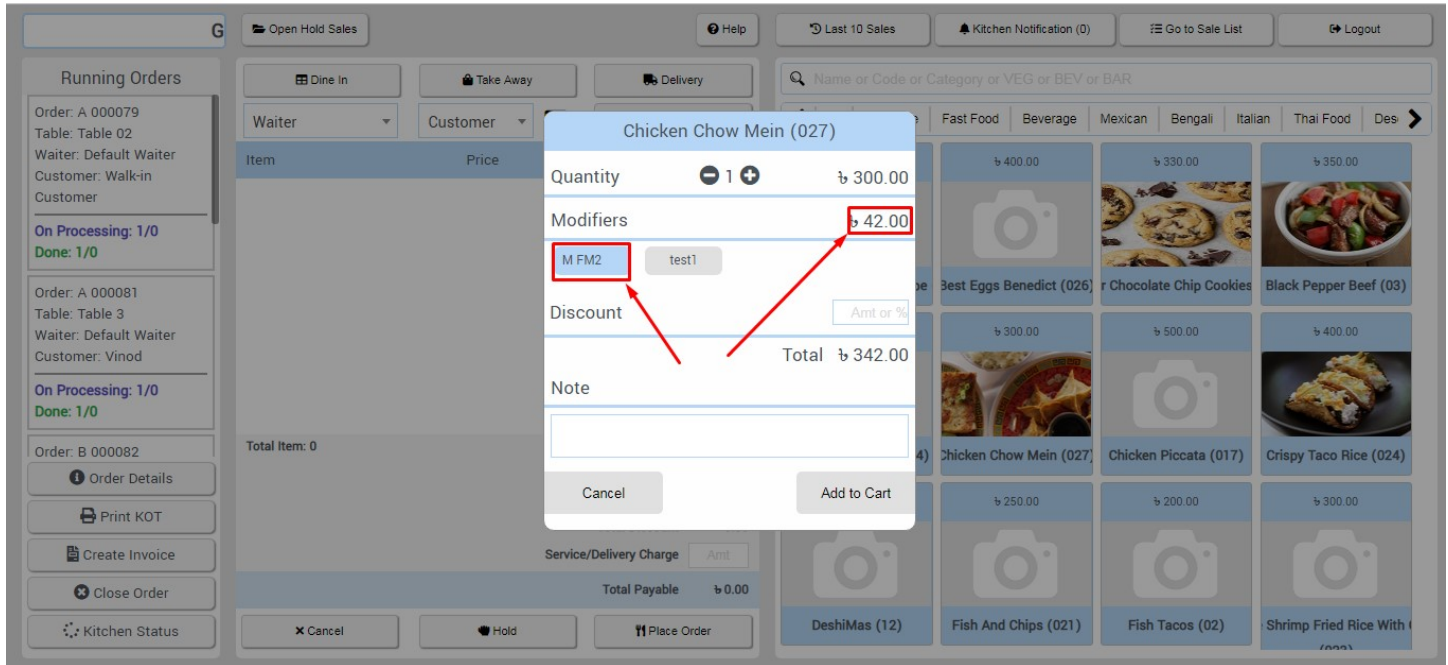 G
Open Hold Sales
Help
Last 10 Sales
Kitchen Notification (0)
Go to Sale List
Logout
Running Orders
Order: A 000079
Table: Table 02
Waiter: Default Waiter
Customer: Walk-in
Customer
On Processing: 1/0
Done: 1/0
Order: A 000081
Table: Table 3
Waiter: Default Waiter
Customer: Vinod
On Processing: 1/0
Done: 1/0
Order: B 000082
Order Details
Print KOT
Create Invoice
Close Order
Kitchen Status
Dine In
Take Away
Delivery
Waiter
Customer
Item Price
Total Item: 0
Service/Delivery Charge Amt
Total Payable ৳ 0.00
Cancel
Hold
Place Order
Chicken Chow Mein (027)
Quantity 1 ৳ 300.00
Modifiers ৳ 42.00
M FM2 test1
Discount Amt or %
Total ৳ 342.00
Note
Cancel
Add to Cart
Name or Code or Category or VEG or BEV or BAR
Fast Food Beverage Mexican Bengali Italian Thai Food Des
৳ 400.00
৳ 330.00
৳ 350.00
Best Eggs Benedict (026)
r Chocolate Chip Cookies
Black Pepper Beef (03)
৳ 300.00
৳ 500.00
৳ 400.00
4)
Chicken Chow Mein (027)
Chicken Piccata (017)
Crispy Taco Rice (024)
৳ 250.00
৳ 200.00
৳ 300.00
DeshiMas (12)
Fish And Chips (021)
Fish Tacos (02)
Shrimp Fried Rice With